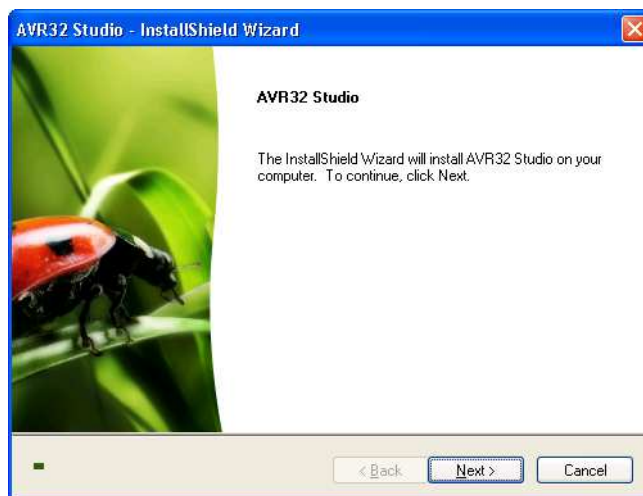 AVR32 Studio - InstallShield Wizard
AVR32 Studio
The InstallShield Wizard will install AVR32 Studio on your
computer. To continue, click Next.
< Back
Next >
Cancel